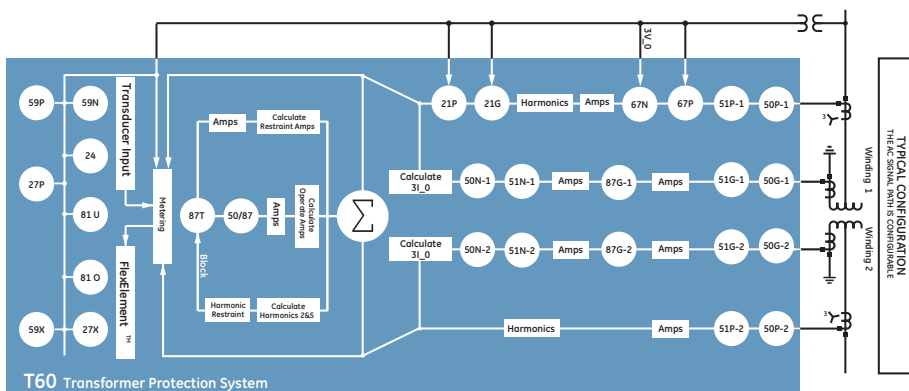 3V_0
59P
59N
Transducer Input
21P
21G
Harmonics
Amps
67N
67P
51P-1
50P-1
Amps
Calculate
Restraint Amps
3
24
27P
Metering
Calculate
3I_0
50N-1
51N-1
Amps
87G-1
Amps
51G-1
50G-1
Winding 1
TYPICAL CONFIGURATION
THE AC SIGNAL PATH IS CONFIGURABLE
81 U
87T
50/87
Amps
Calculate
Operate Amps
Σ
Calculate
3I_0
50N-2
51N-2
Amps
87G-2
Amps
51G-2
50G-2
Winding 2
Block
81 O
FlexElement ™
Harmonic
Restraint
Calculate
Harmonics 2&5
59X
27X
Harmonics
Amps
51P-2
50P-2
3
T60 Transformer Protection System